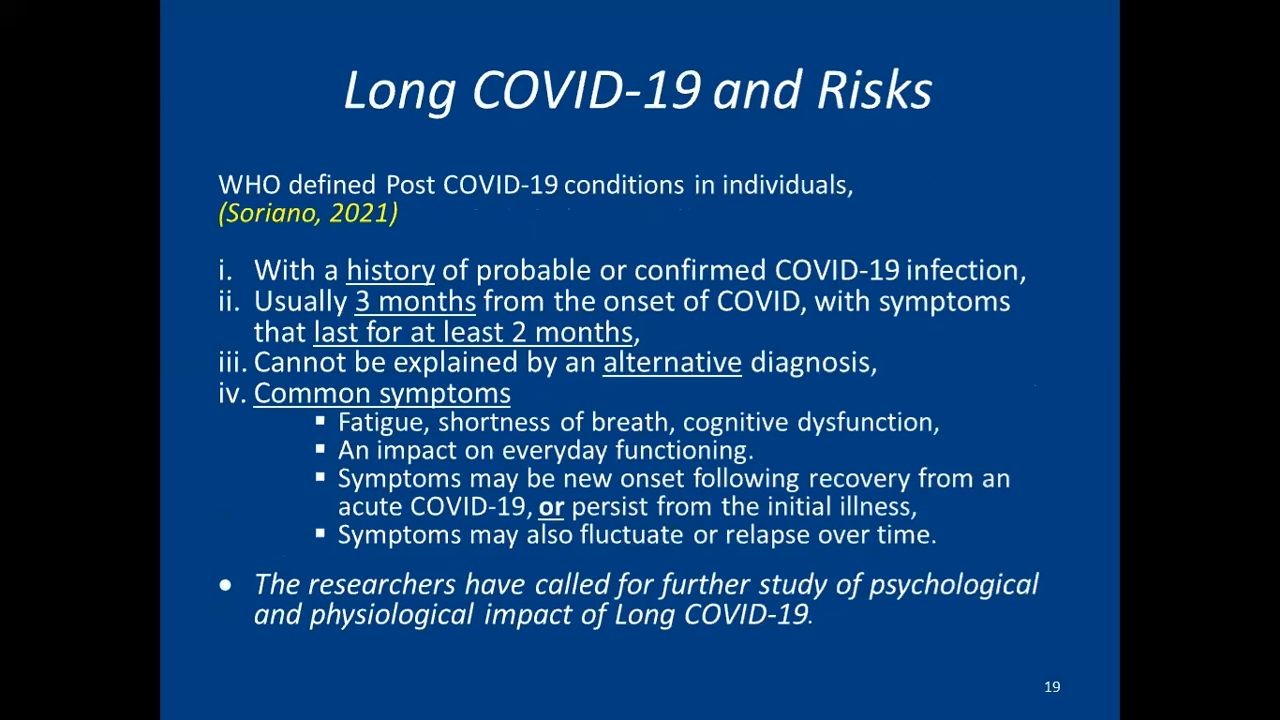 Long COVID-19 and Risks
WHO defined Post COVID-19 conditions in individuals,
(Soriano, 2021)
i. With a history of probable or confirmed COVID-19 infection,
ii. Usually 3 months from the onset of COVID, with symptoms
that last for at least 2 months,
iii. Cannot be explained by an alternative diagnosis,
iv. Common symptoms
▪ Fatigue, shortness of breath, cognitive dysfunction,
▪ An impact on everyday functioning.
▪ Symptoms may be new onset following recovery from an
acute COVID-19, or persist from the initial illness,
▪ Symptoms may also fluctuate or relapse over time.
• The researchers have called for further study of psychological
and physiological impact of Long COVID-19.
19